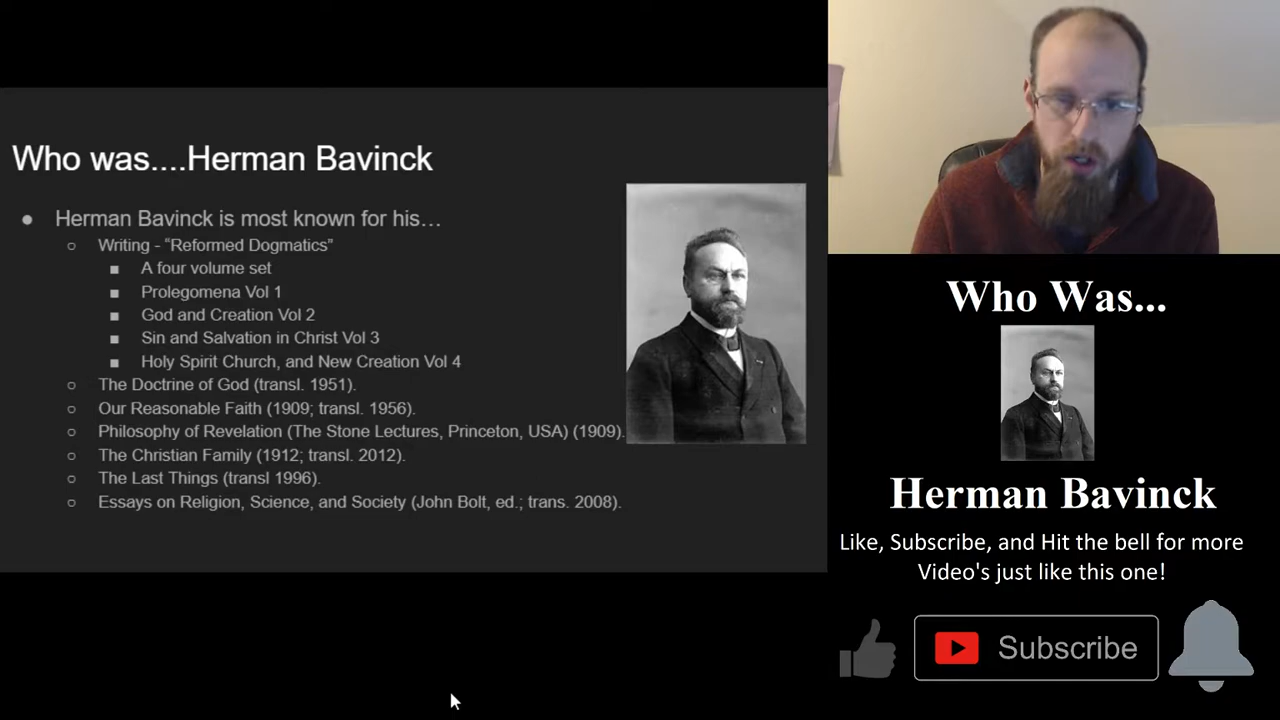 Who was....Herman Bavinck
● Herman Bavinck is most known for his…
○ Writing - “Reformed Dogmatics”
■ A four volume set
■ Prolegomena Vol 1
■ God and Creation Vol 2
■ Sin and Salvation in Christ Vol 3
■ Holy Spirit Church, and New Creation Vol 4
○ The Doctrine of God (transl. 1951).
○ Our Reasonable Faith (1909; transl. 1956).
○ Philosophy of Revelation (The Stone Lectures, Princeton, USA) (1909).
○ The Christian Family (1912; transl. 2012).
○ The Last Things (transl 1996).
○ Essays on Religion, Science, and Society (John Bolt, ed.; trans. 2008).
Who Was...
Herman Bavinck
Like, Subscribe, and Hit the bell for more
Video's just like this one!
Subscribe